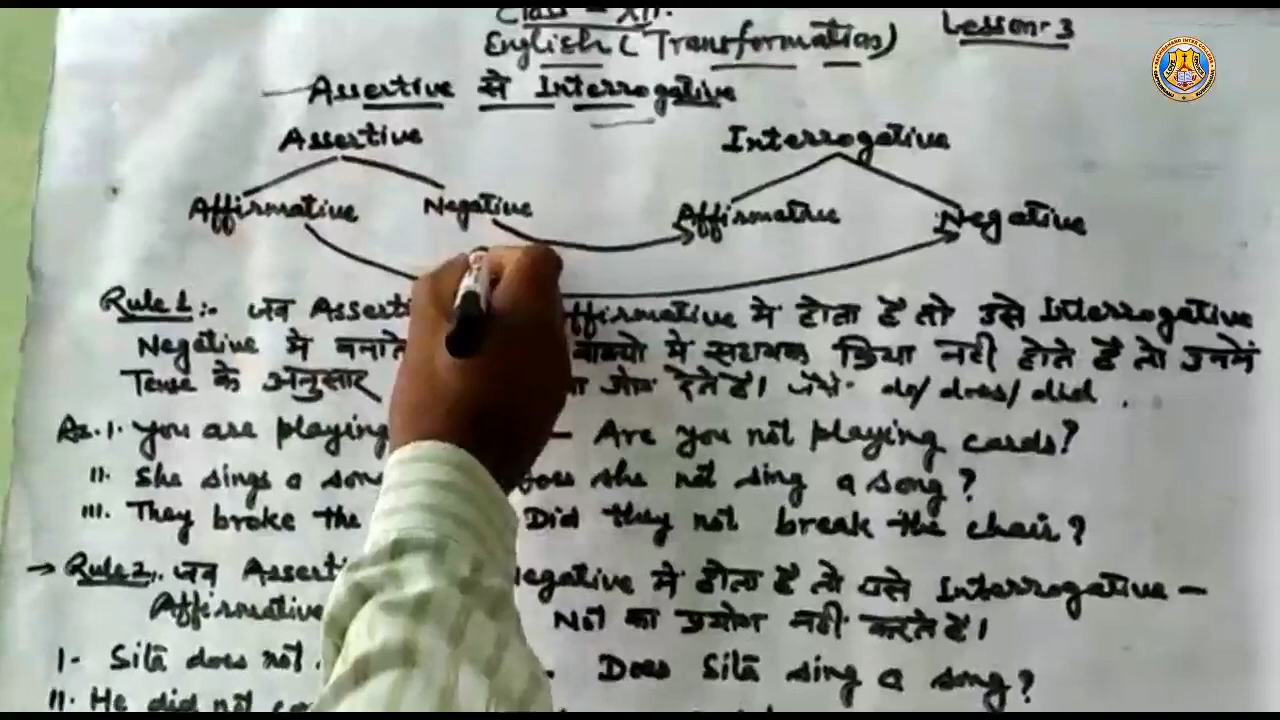 Class - XII.
English (Transformation)
Lesson-3
Assertive से Interrogative
Assertive
Interrogative
Affirmative Negative
Affirmative Negative
Rule 1:- जब Asserti ffirmative में होता है तो उसे Interrogative
Negative में बनाते वाक्यो में सहायक क्रिया नहीं होते है तो उनमें
Tense के अनुसार जोड़ देते है। जैसे- do/does/did.
1. You are playing - Are you not playing cards?
II. She sings a song Does she not sing a song?
III. They broke the Did they not break the chair?
→ Rule 2:. जब Asserti Negative में होता है तो उसे Interrogative -
Affirmative Not का प्रयोग नहीं करते है।
I- Sita does not - Does Sita sing a song?
II. He did not